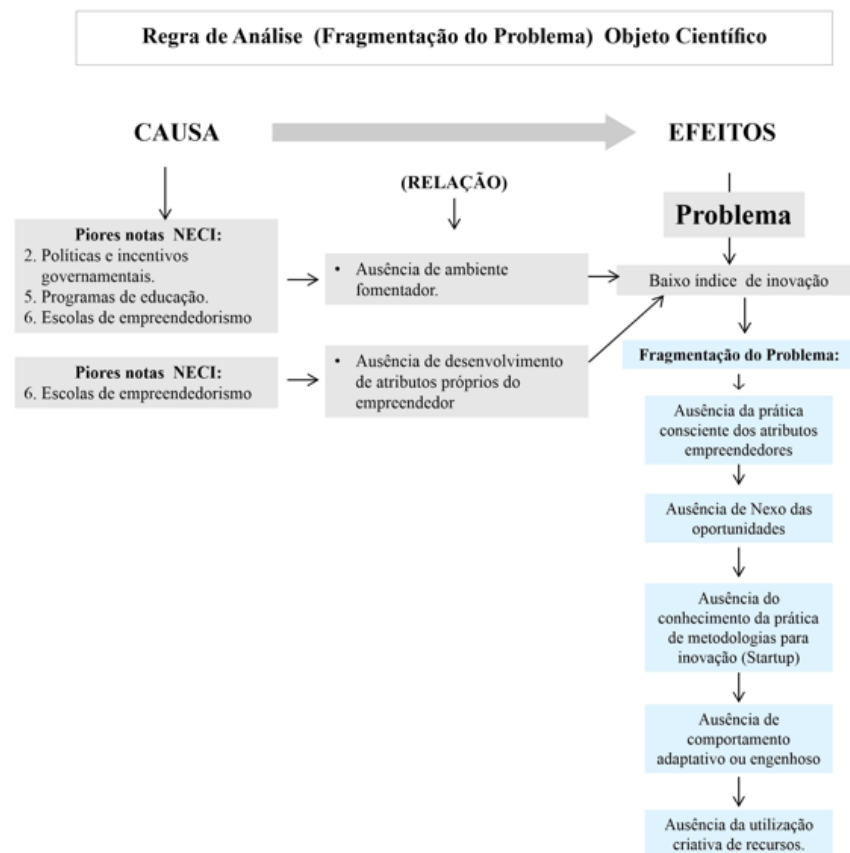 Regra de Análise (Fragmentação do Problema) Objeto Científico
CAUSA
EFEITOS
(RELAÇÃO)
Problema
Piores notas NECI:
2. Políticas e incentivos
governamentais.
5. Programas de educação.
6. Escolas de empreendedorismo
• Ausência de ambiente
fomentador.
Baixo índice de inovação
Piores notas NECI:
6. Escolas de empreendedorismo
• Ausência de desenvolvimento
de atributos próprios do
empreendedor
Fragmentação do Problema:
Ausência da prática
consciente dos atributos
empreendedores
Ausência de Nexo das
oportunidades
Ausência do
conhecimento da prática
de metodologias para
inovação (Startup)
Ausência de
comportamento
adaptativo ou engenhoso
Ausência da utilização
criativa de recursos.